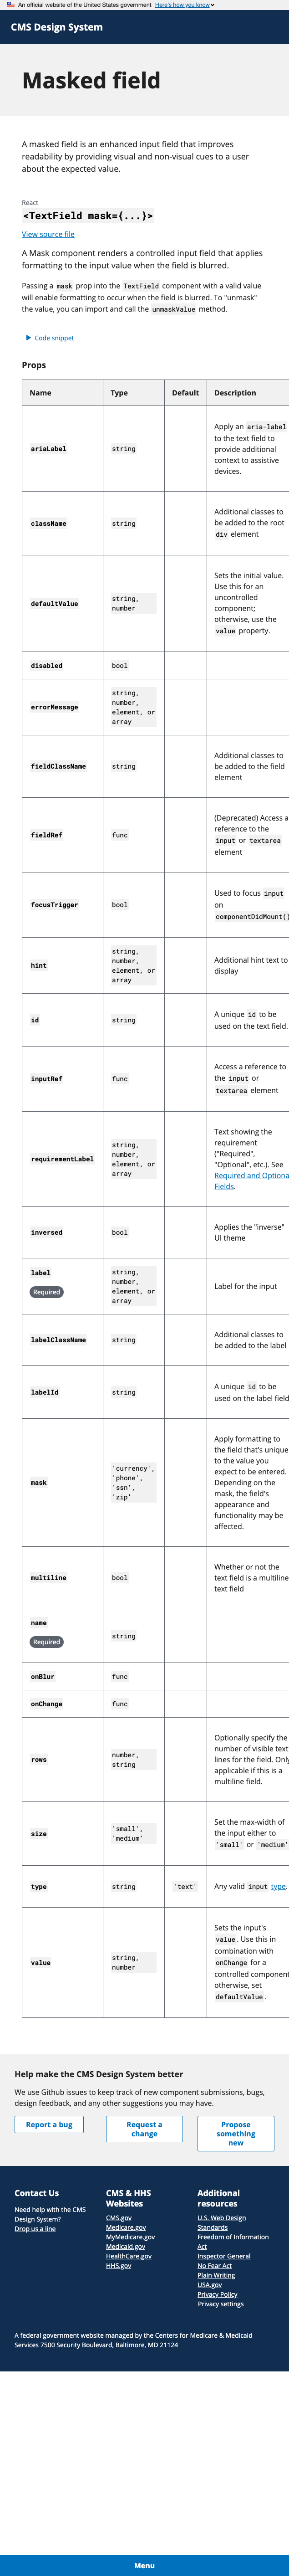 An official website of the United States government Here's how you know
CMS Design System
Masked field
A masked field is an enhanced input field that improves
readability by providing visual and non-visual cues to a user
about the expected value.
React
<TextField mask={...}>
View source file
A Mask component renders a controlled input field that applies
formatting to the input value when the field is blurred.
Passing a mask prop into the TextField component with a valid value
will enable formatting to occur when the field is blurred. To "unmask"
the value, you can import and call the unmaskValue method.
Code snippet
Props
Name Type Default Description
ariaLabel string Apply an aria-label
to the text field to
provide additional
context to assistive
devices.
className string Additional classes to
be added to the root
div element
defaultValue string,
number Sets the initial value.
Use this for an
uncontrolled
component;
otherwise, use the
value property.
disabled bool
errorMessage string,
number,
element, or
array
fieldClassName string Additional classes to
be added to the field
element
fieldRef func (Deprecated) Access a
reference to the
input or textarea
element
focusTrigger bool Used to focus input
on
componentDidMount()
hint string,
number,
element, or
array Additional hint text to
display
id string A unique id to be
used on the text field.
inputRef func Access a reference to
the input or
textarea element
requirementLabel string,
number,
element, or
array Text showing the
requirement
("Required",
"Optional", etc.). See
Required and Optiona
Fields.
inversed bool Applies the "inverse"
UI theme
label
Required string,
number,
element, or
array Label for the input
labelClassName string Additional classes to
be added to the label
labelId string A unique id to be
used on the label field
mask 'currency',
'phone',
'ssn',
'zip' Apply formatting to
the field that's unique
to the value you
expect to be entered.
Depending on the
mask, the field's
appearance and
functionality may be
affected.
multiline bool Whether or not the
text field is a multiline
text field
name
Required string
onBlur func
onChange func
rows number,
string Optionally specify the
number of visible text
lines for the field. Only
applicable if this is a
multiline field.
size 'small',
'medium' Set the max-width of
the input either to
'small' or 'medium'
type string 'text' Any valid input type.
value string,
number Sets the input's
value. Use this in
combination with
onChange for a
controlled component
otherwise, set
defaultValue.
Help make the CMS Design System better
We use Github issues to keep track of new component submissions, bugs,
design feedback, and any other suggestions you may have.
Report a bug
Request a
change
Propose
something
new
Contact Us
Need help with the CMS
Design System?
Drop us a line
CMS & HHS
Websites
CMS.gov
Medicare.gov
MyMedicare.gov
Medicaid.gov
HealthCare.gov
HHS.gov
Additional
resources
U.S. Web Design
Standards
Freedom of Information
Act
Inspector General
No Fear Act
Plain Writing
USA.gov
Privacy Policy
Privacy settings
A federal government website managed by the Centers for Medicare & Medicaid
Services 7500 Security Boulevard, Baltimore, MD 21124
Menu